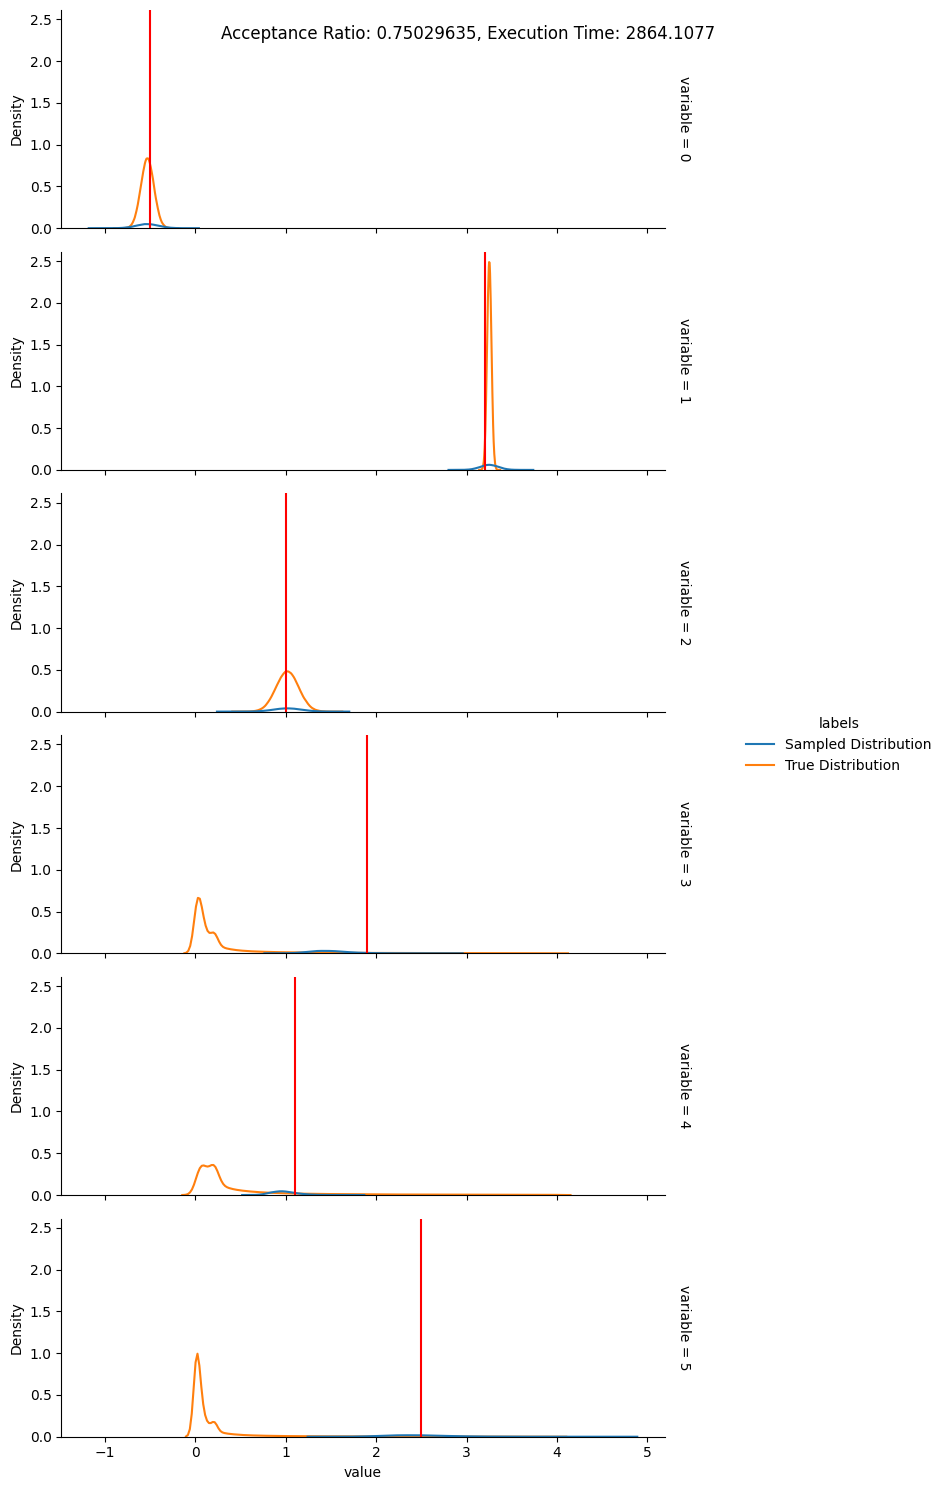 Acceptance Ratio: 0.75029635, Execution Time: 2864.1077
2.5
2.0
1.5
1.0
0.5
0.0
Density
variable = 0
2.5
2.0
1.5
1.0
0.5
0.0
Density
variable = 1
2.5
2.0
1.5
1.0
0.5
0.0
Density
variable = 2
labels
Sampled Distribution
True Distribution
2.5
2.0
1.5
1.0
0.5
0.0
Density
variable = 3
2.5
2.0
1.5
1.0
0.5
0.0
Density
variable = 4
2.5
2.0
1.5
1.0
0.5
0.0
Density
variable = 5
−1 0 1 2 3 4 5
value